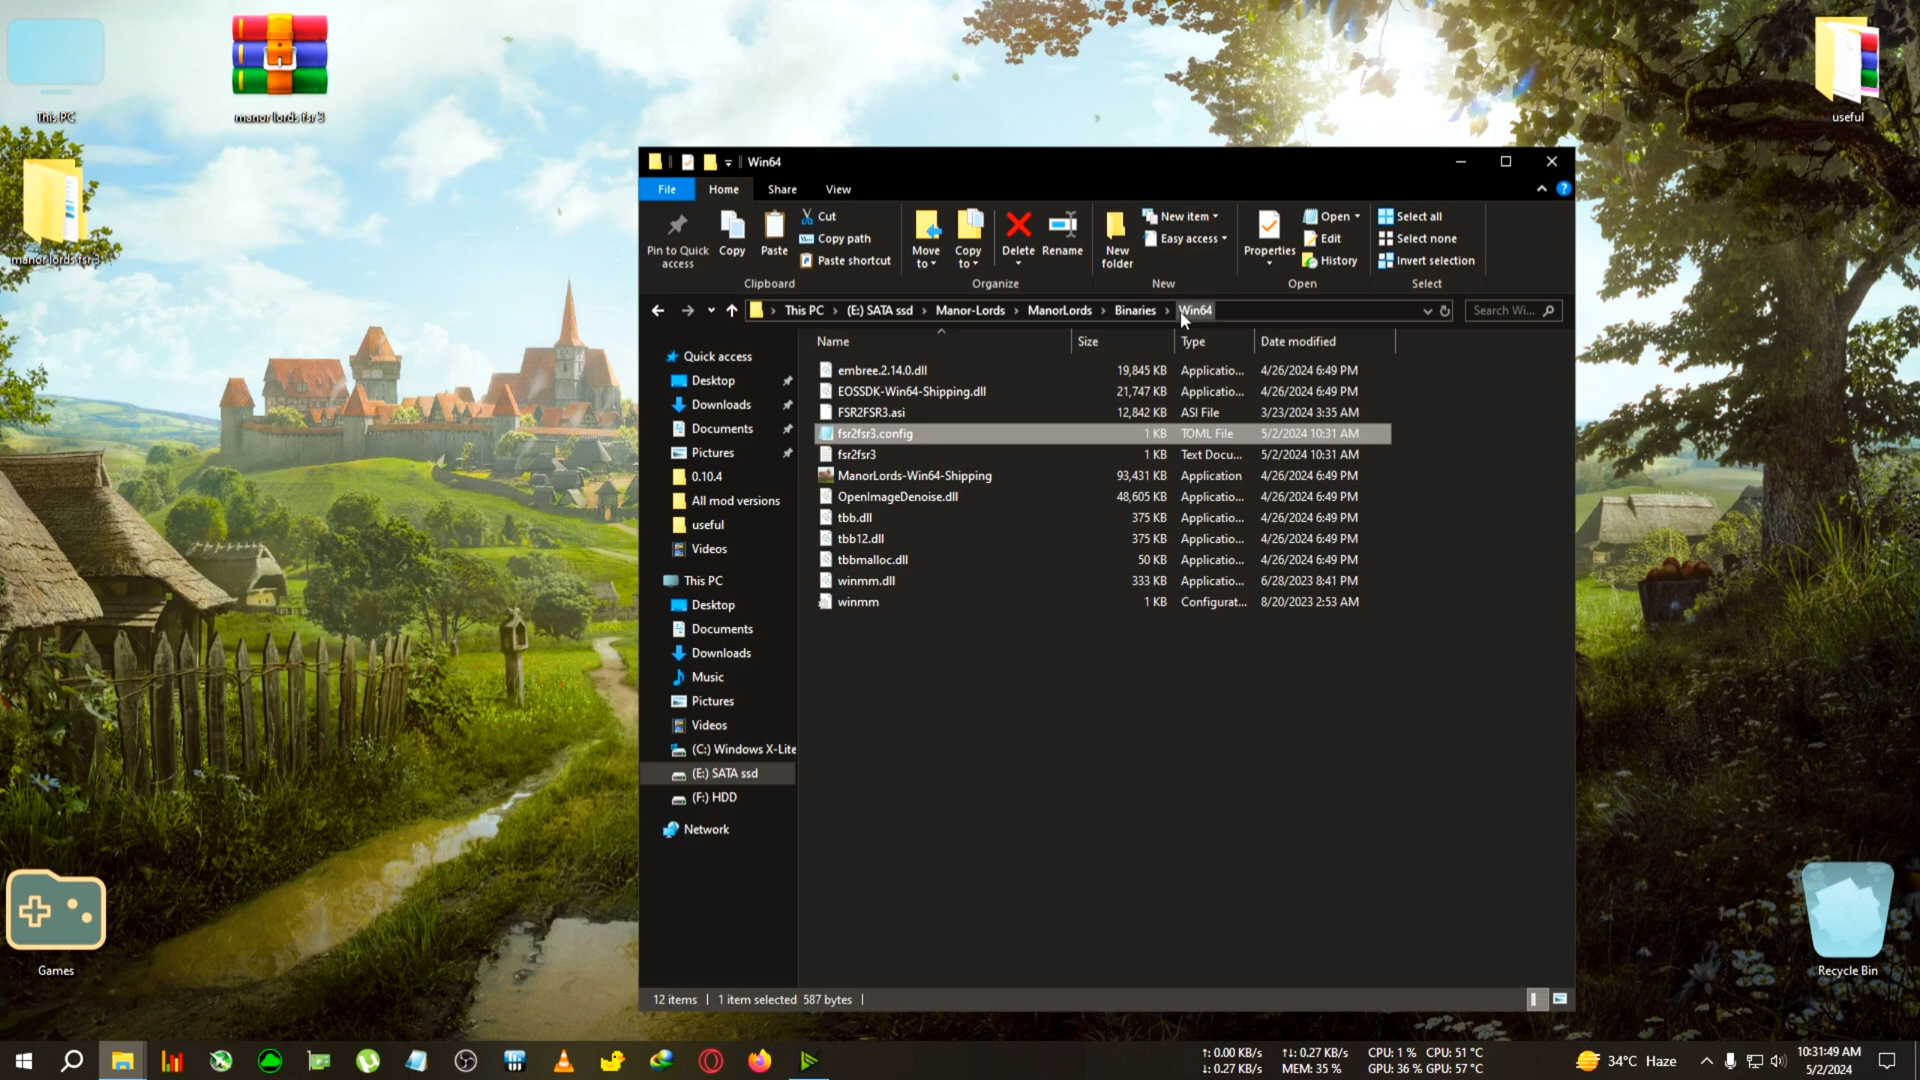 This PC
manor lords fsr 3
useful
manor lords fsr 3
Games
Recycle Bin
Win64
File
Home
Share
View
Pin to Quick access
Copy
Paste
Cut
Copy path
Paste shortcut
Clipboard
Move to
Copy to
Delete
Rename
Organize
New folder
New item
Easy access
New
Properties
Open
Edit
History
Open
Select all
Select none
Invert selection
Select
This PC › (E:) SATA ssd › Manor-Lords › ManorLords › Binaries › Win64
Search Wi...
Name Size Type Date modified
embree.2.14.0.dll 19,845 KB Applicatio... 4/26/2024 6:49 PM
EOSSDK-Win64-Shipping.dll 21,747 KB Applicatio... 4/26/2024 6:49 PM
FSR2FSR3.asi 12,842 KB ASI File 3/23/2024 3:35 AM
fsr2fsr3.config 1 KB TOML File 5/2/2024 10:31 AM
fsr2fsr3 1 KB Text Docu... 5/2/2024 10:31 AM
ManorLords-Win64-Shipping 93,431 KB Application 4/26/2024 6:49 PM
OpenImageDenoise.dll 48,605 KB Applicatio... 4/26/2024 6:49 PM
tbb.dll 375 KB Applicatio... 4/26/2024 6:49 PM
tbb12.dll 375 KB Applicatio... 4/26/2024 6:49 PM
tbbmalloc.dll 50 KB Applicatio... 4/26/2024 6:49 PM
winmm.dll 333 KB Applicatio... 6/28/2023 8:41 PM
winmm 1 KB Configurat... 8/20/2023 2:53 AM
Quick access
Desktop
Downloads
Documents
Pictures
0.10.4
All mod versions
useful
Videos
This PC
Desktop
Documents
Downloads
Music
Pictures
Videos
(C:) Windows X-Lite
(E:) SATA ssd
(F:) HDD
Network
12 items | 1 item selected 587 bytes |
↑: 0.00 KB/s ↑↓: 0.27 KB/s CPU: 1 % CPU: 51 °C
↓: 0.27 KB/s MEM: 35 % GPU: 36 % GPU: 57 °C
34°C Haze
10:31:49 AM
5/2/2024